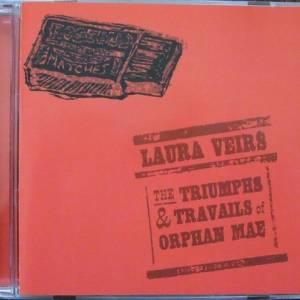 MATCHES
LAURA VEIRS
THE TRIUMPHS
& TRAVAILS of
ORPHAN MAE